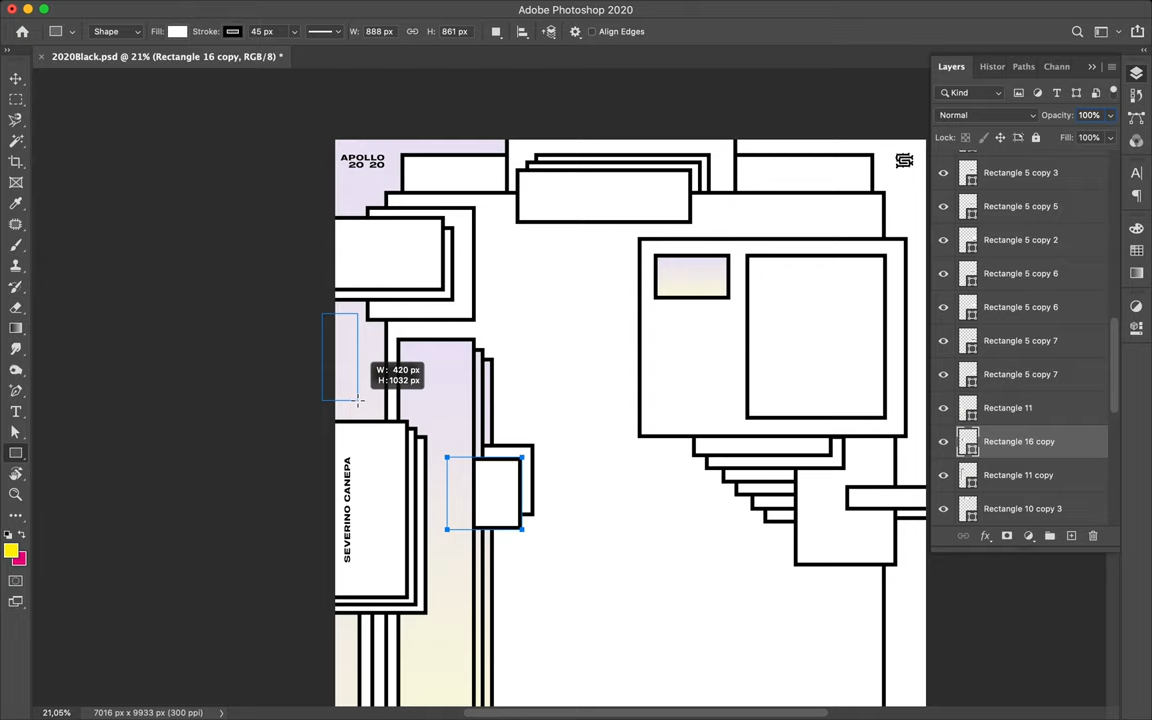 Adobe Photoshop 2020
Shape Fill: Stroke: 45 px W: 888 px H: 861 px Align Edges
2020Black.psd @ 21% (Rectangle 16 copy, RGB/8) *
Layers Histor Paths Chann
Kind
Normal Opacity: 100%
Lock: Fill: 100%
Rectangle 5 copy 3
Rectangle 5 copy 5
Rectangle 5 copy 2
Rectangle 5 copy 6
Rectangle 5 copy 6
Rectangle 5 copy 7
Rectangle 5 copy 7
Rectangle 11
Rectangle 16 copy
Rectangle 11 copy
Rectangle 10 copy 3
APOLLO
20 20
W: 420 px
H: 1032 px
SEVERINO CANEPA
21,05% 7016 px x 9933 px (300 ppi)